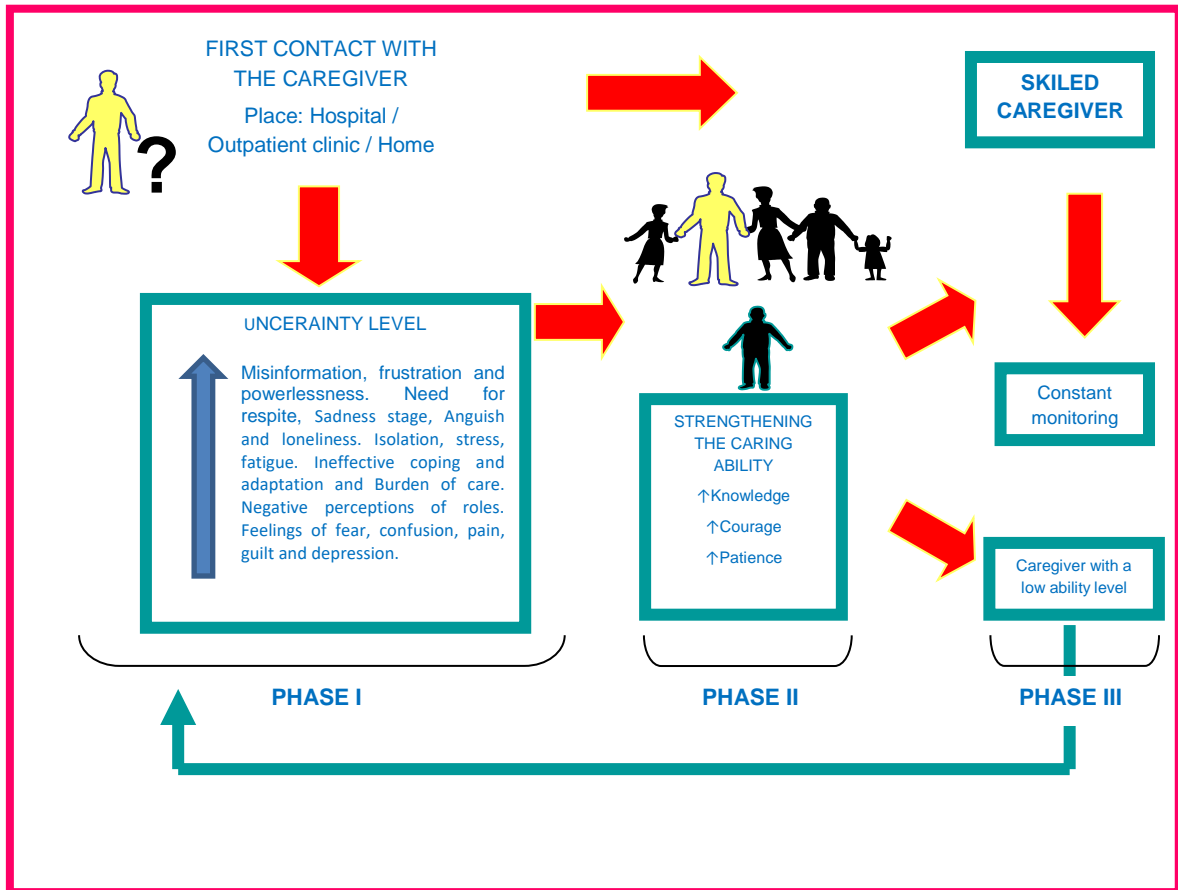 FIRST CONTACT WITH
THE CAREGIVER
Place: Hospital /
Outpatient clinic / Home
?
SKILED
CAREGIVER
UNCERAINTY LEVEL
Misinformation, frustration and
powerlessness. Need for
respite, Sadness stage, Anguish
and loneliness. Isolation, stress,
fatigue. Ineffective coping and
adaptation and Burden of care.
Negative perceptions of roles.
Feelings of fear, confusion, pain,
guilt and depression.
STRENGTHENING
THE CARING
ABILITY
↑Knowledge
↑Courage
↑Patience
Constant
monitoring
Caregiver with a
low ability level
PHASE I
PHASE II
PHASE III